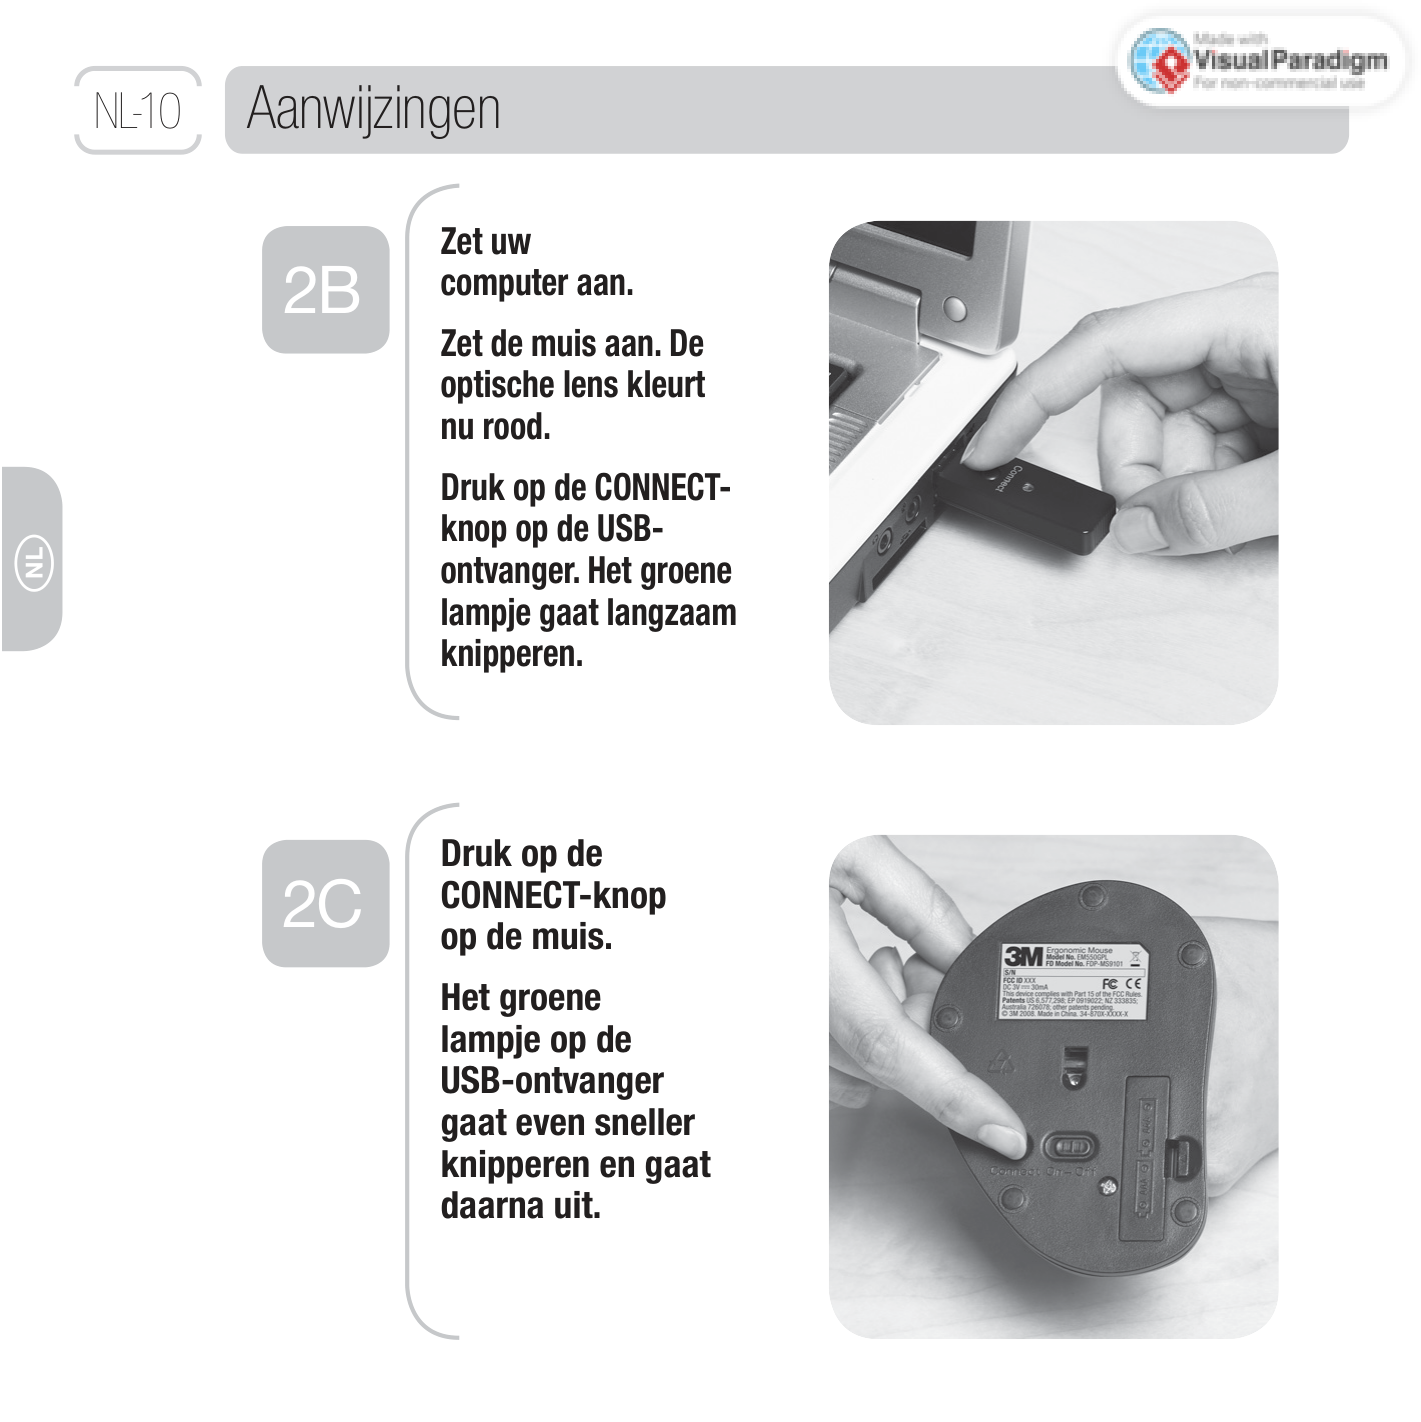 Made with
Visual Paradigm
For non-commercial use
NL-10
Aanwijzingen
2B
Zet uw
computer aan.
Zet de muis aan. De
optische lens kleurt
nu rood.
Druk op de CONNECT-
knop op de USB-
ontvanger. Het groene
lampje gaat langzaam
knipperen.
Connect
NL
2C
Druk op de
CONNECT-knop
op de muis.
Het groene
lampje op de
USB-ontvanger
gaat even sneller
knipperen en gaat
daarna uit.
3M Ergonomic Mouse
Model No. EM550GPL
FD Model No. FDP-MS9101
S/N
FCC ID XXX
DC 3V 30mA
FC CE
This device complies with Part 15 of the FCC Rules.
Patents US 6,577,298; EP 0919022; NZ 333835;
Australia 726078; other patents pending.
© 3M 2008. Made in China. 34-870X-XXXX-X
Connect On – Off